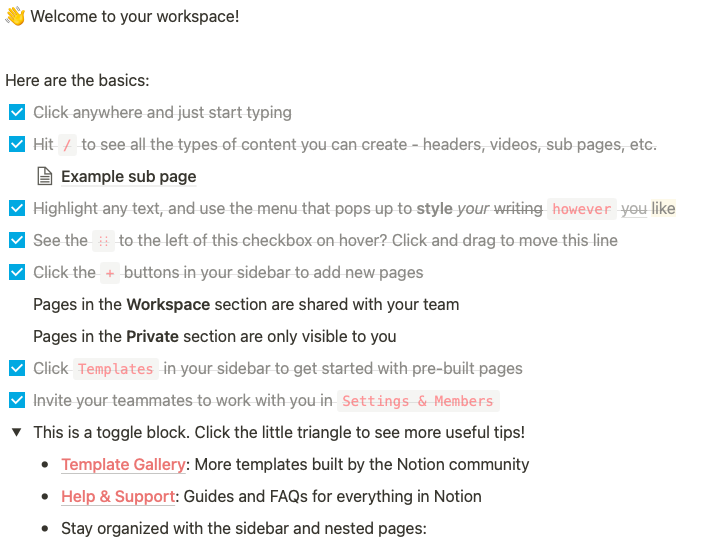 👋 Welcome to your workspace!
Here are the basics:
Click anywhere and just start typing
Hit / to see all the types of content you can create - headers, videos, sub pages, etc.
Example sub page
Highlight any text, and use the menu that pops up to style your writing however you like
See the ⋮⋮ to the left of this checkbox on hover? Click and drag to move this line
Click the + buttons in your sidebar to add new pages
Pages in the Workspace section are shared with your team
Pages in the Private section are only visible to you
Click Templates in your sidebar to get started with pre-built pages
Invite your teammates to work with you in Settings & Members
This is a toggle block. Click the little triangle to see more useful tips!
Template Gallery: More templates built by the Notion community
Help & Support: Guides and FAQs for everything in Notion
Stay organized with the sidebar and nested pages: